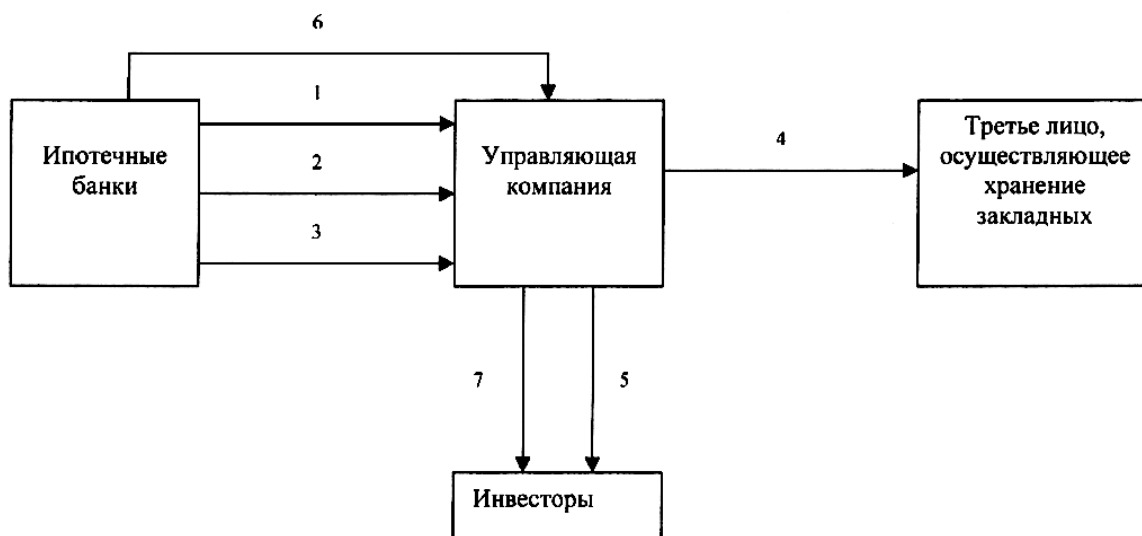 6
1
Ипотечные
банки
2
3
Управляющая
компания
4
Третье лицо,
осуществляющее
хранение
закладных
7
5
Инвесторы